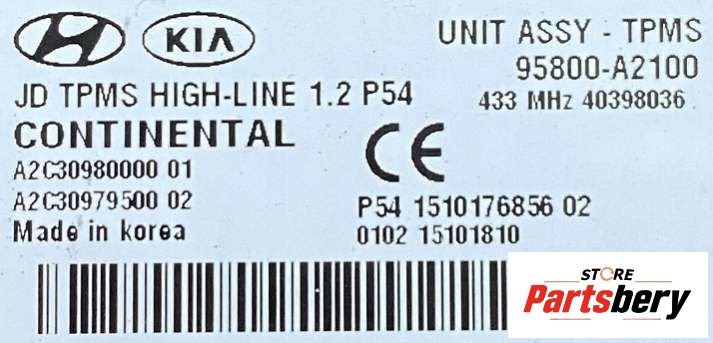 KIA
UNIT ASSY - TPMS
95800-A2100
JD TPMS HIGH-LINE 1.2 P54
433 MHz 40398036
CONTINENTAL
CE
A2C30980000 01
A2C30979500 02
P54 1510176856 02
Made in korea
0102 15101810
STORE
Partsbery